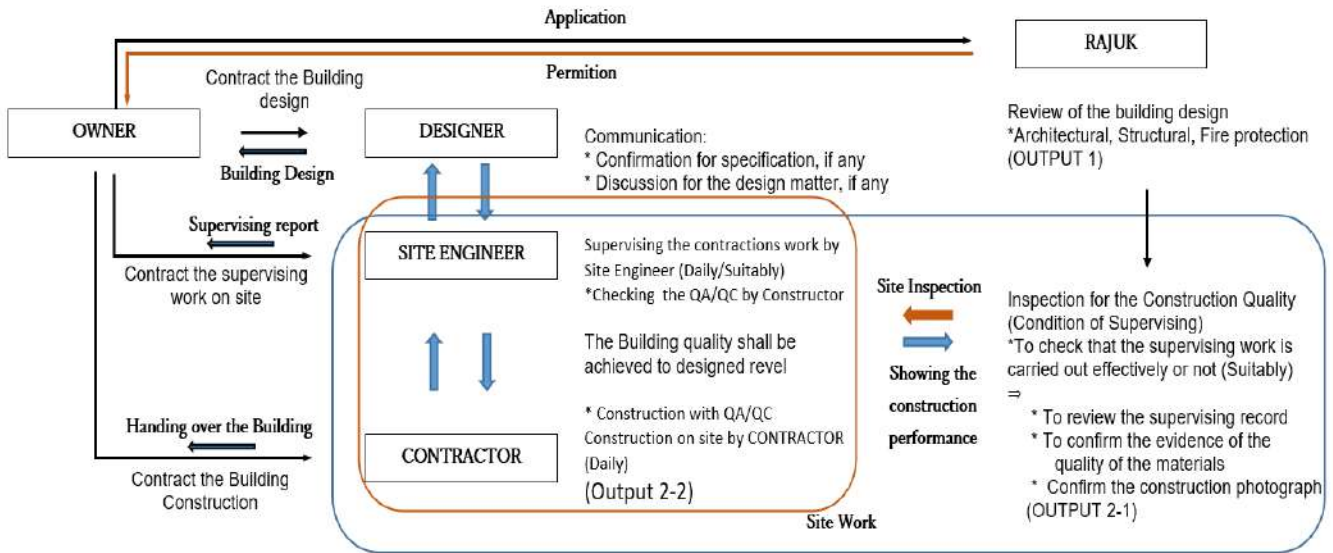 Application
RAJUK
Permition
Contract the Building
design
OWNER
DESIGNER
Building Design
Communication:
* Confirmation for specification, if any
* Discussion for the design matter, if any
Review of the building design
*Architectural, Structural, Fire protection
(OUTPUT 1)
Supervising report
Contract the supervising
work on site
SITE ENGINEER
Supervising the contractions work by
Site Engineer (Daily/Suitably)
*Checking the QA/QC by Constructor
The Building quality shall be
achieved to designed revel
* Construction with QA/QC
Construction on site by CONTRACTOR
(Daily)
(Output 2-2)
CONTRACTOR
Handing over the Building
Contract the Building
Construction
Site Inspection
Showing the
construction
performance
Inspection for the Construction Quality
(Condition of Supervising)
*To check that the supervising work is
carried out effectively or not (Suitably)
⇒
* To review the supervising record
* To confirm the evidence of the
quality of the materials
* Confirm the construction photograph
(OUTPUT 2-1)
Site Work